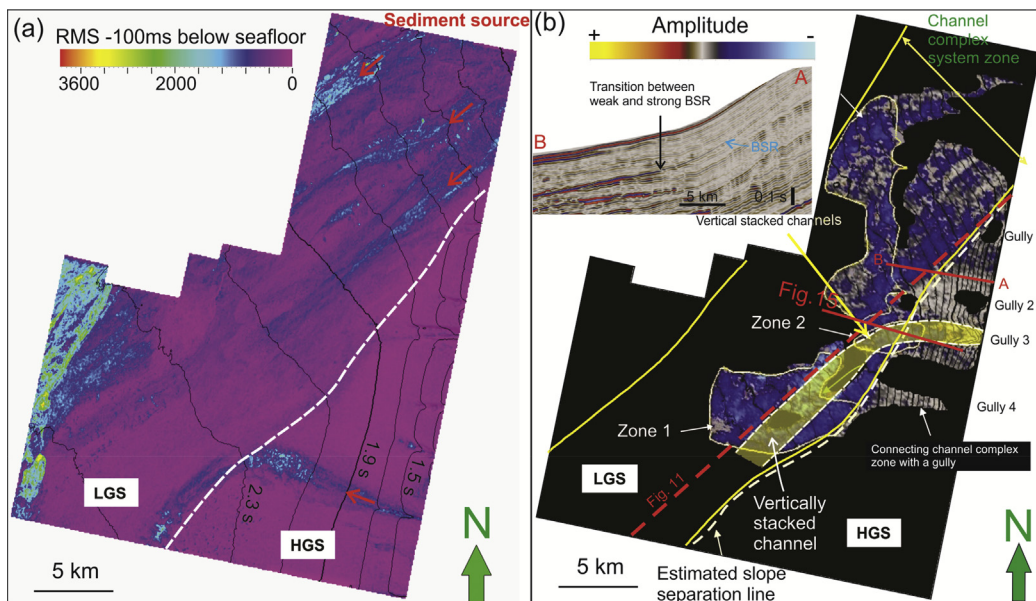 (a)
Sediment source
RMS -100ms below seafloor
3600
2000
0
2.3 s
1.9 s
1.5 s
LGS
HGS
5 km
N
(b)
Amplitude
+
-
Channel
complex
system zone
Transition between
weak and strong BSR
A
B
BSR
5 km
0.1 s
Vertical stacked channels
Gully
B
A
Gully 2
Fig. 15
Zone 2
Gully 3
Gully 4
Zone 1
Connecting channel complex
zone with a gully
LGS
Fig. 11
Vertically
stacked
channel
HGS
Estimated slope
separation line
5 km
N